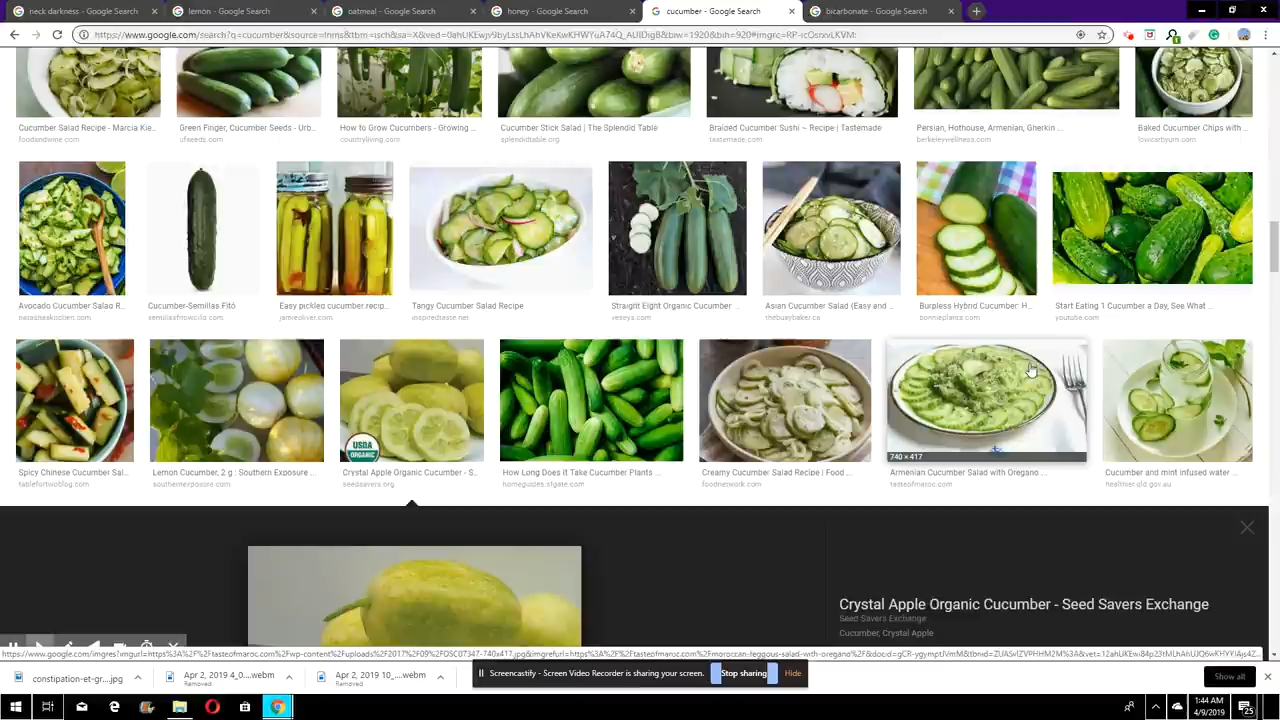 neck darkness - Google Search
lemon - Google Search
oatmeal - Google Search
honey - Google Search
cucumber - Google Search
bicarbonate - Google Search
Cucumber Salad Recipe - Marcia Kie...
foodandwine.com
Green Finger, Cucumber Seeds - Urb...
ufseeds.com
How to Grow Cucumbers - Growing ...
countryliving.com
Cucumber Stick Salad | The Splendid Table
splendidtable.org
Braided Cucumber Sushi ~ Recipe | Tastemade
tastemade.com
Persian, Hothouse, Armenian, Gherkin ...
berkeleywellness.com
Baked Cucumber Chips with ...
lowcarbyum.com
Avocado Cucumber Salad R...
natashaskitchen.com
Cucumber-Semillas Fitó
semillasfito.com
Easy pickled cucumber recip...
jamieoliver.com
Tangy Cucumber Salad Recipe
inspiredtaste.net
Straight Eight Organic Cucumber ...
veseys.com
Asian Cucumber Salad (Easy and ...
thebusybaker.ca
Burpless Hybrid Cucumber: H...
bonnieplants.com
Start Eating 1 Cucumber a Day, See What ...
youtube.com
USDA
ORGANIC
740 × 417
Spicy Chinese Cucumber Sal...
tablefortwoblog.com
Lemon Cucumber, 2 g : Southern Exposure ...
southernexposure.com
Crystal Apple Organic Cucumber - S...
seedsavers.org
How Long Does It Take Cucumber Plants ...
homeguides.sfgate.com
Creamy Cucumber Salad Recipe | Food ...
foodnetwork.com
Armenian Cucumber Salad with Oregano ...
tasteofmaroc.com
Cucumber and mint infused water ...
healthier.qld.gov.au
Crystal Apple Organic Cucumber - Seed Savers Exchange
Seed Savers Exchange
Cucumber, Crystal Apple
constipation-et-gr....jpg
Apr 2, 2019 4_0....webm
Removed
Apr 2, 2019 10_....webm
Removed
Screencastify - Screen Video Recorder is sharing your screen.
Stop sharing
Hide
Show all
1:44 AM
4/9/2019
25